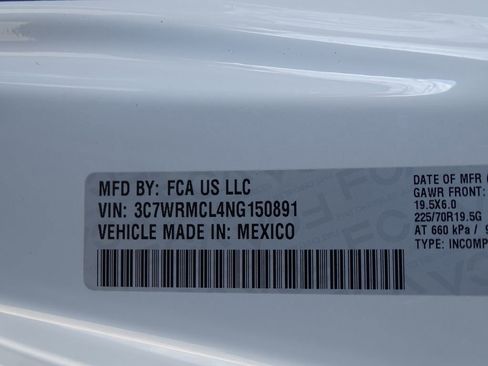 MFD BY: FCA US LLC
VIN: 3C7WRMCL4NG150891
VEHICLE MADE IN: MEXICO
DATE OF MFR
GAWR FRONT:
19.5X6.0
225/70R19.5G
AT 660 kPa /
TYPE: INCOMP